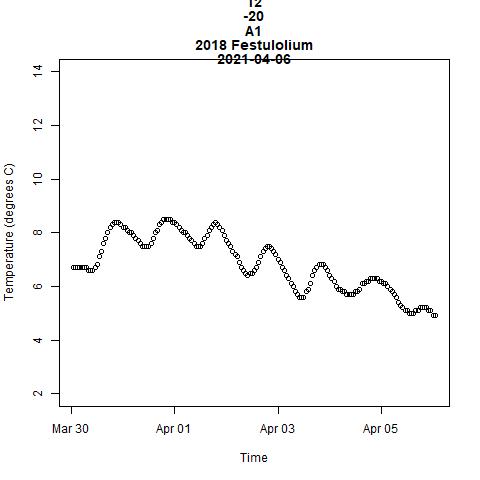 T2
-20
A1
2018 Festulolium
2021-04-06
Temperature (degrees C)
14
12
10
8
6
4
2
Mar 30
Apr 01
Apr 03
Apr 05
Time